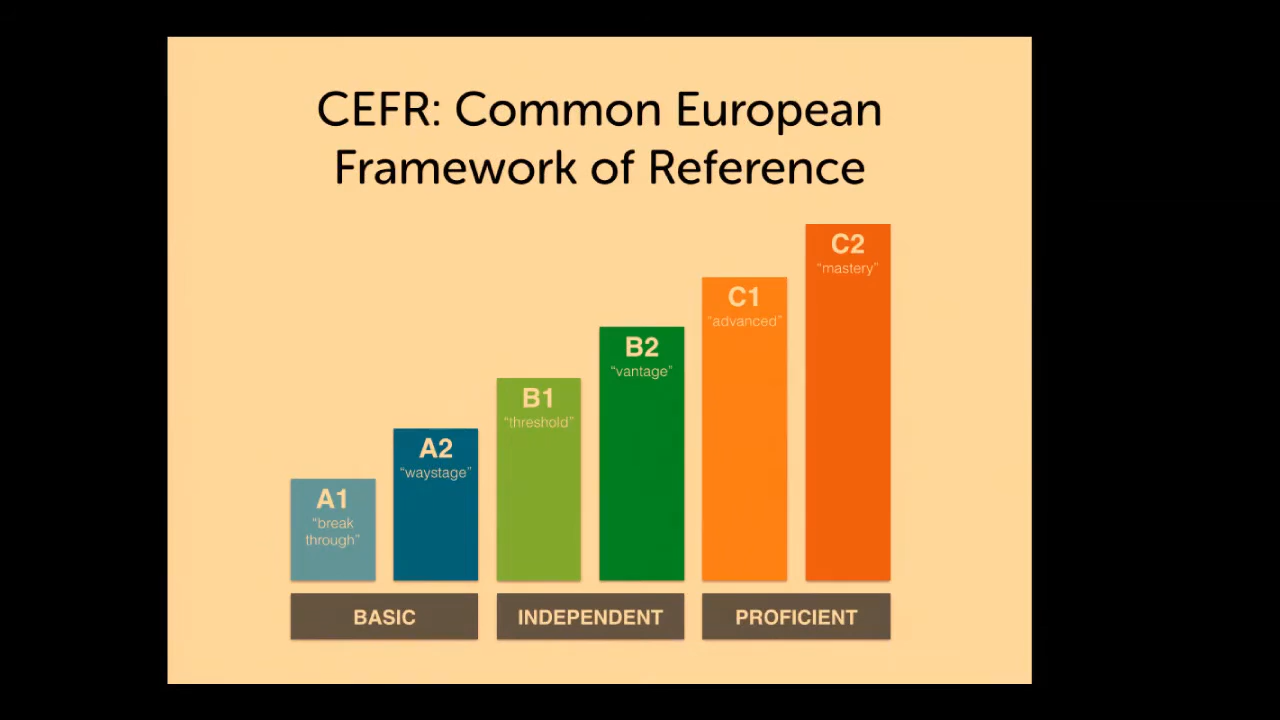 CEFR: Common European
Framework of Reference
A1
“break
through”
A2
“waystage”
B1
“threshold”
B2
“vantage”
C1
“advanced”
C2
“mastery”
BASIC
INDEPENDENT
PROFICIENT